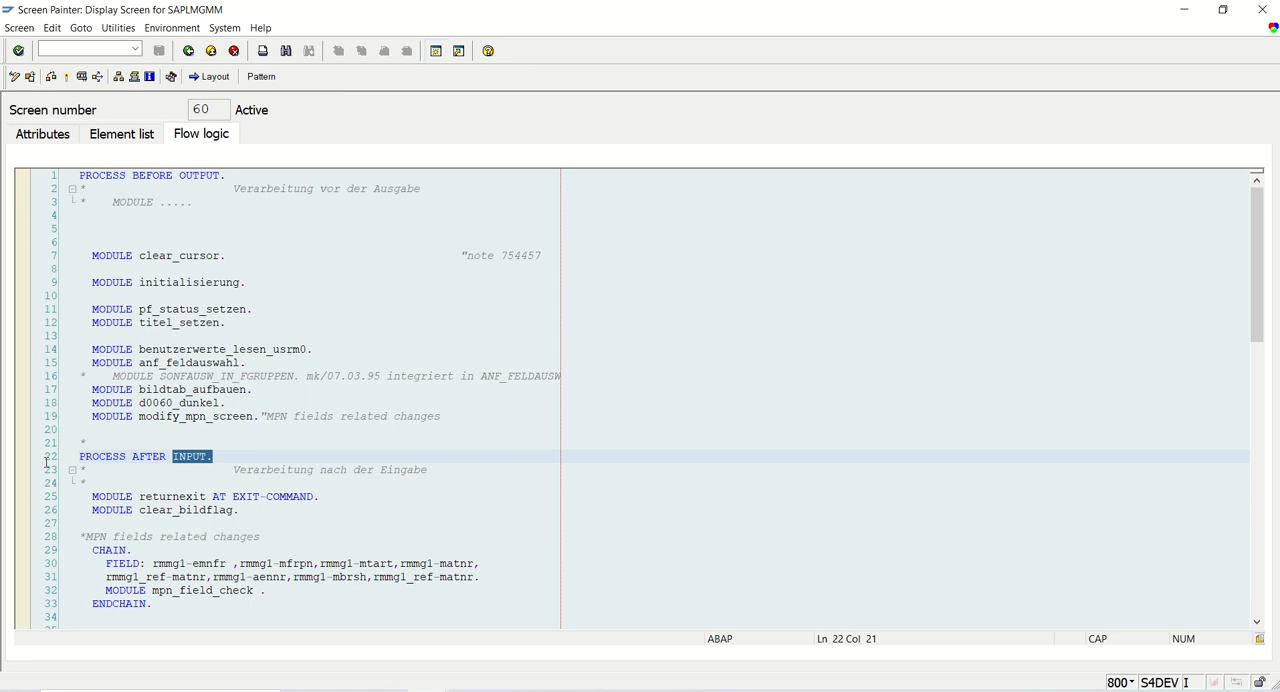 Screen Painter: Display Screen for SAPLMGMM
Screen Edit Goto Utilities Environment System Help
Layout Pattern
Screen number 60 Active
Attributes Element list Flow logic
1 PROCESS BEFORE OUTPUT.
2 * Verarbeitung vor der Ausgabe
3 * MODULE .....
4
5
6
7 MODULE clear_cursor. "note 754457
8
9 MODULE initialisierung.
10
11 MODULE pf_status_setzen.
12 MODULE titel_setzen.
13
14 MODULE benutzerwerte_lesen_usrm0.
15 MODULE anf_feldauswahl.
16 * MODULE SONFAUSW_IN_FGRUPPEN. mk/07.03.95 integriert in ANF_FELDAUSW
17 MODULE bildtab_aufbauen.
18 MODULE d0060_dunkel.
19 MODULE modify_mpn_screen."MPN fields related changes
20
21 *
22 PROCESS AFTER INPUT.
23 * Verarbeitung nach der Eingabe
24 *
25 MODULE returnexit AT EXIT-COMMAND.
26 MODULE clear_bildflag.
27
28 *MPN fields related changes
29 CHAIN.
30 FIELD: rmmg1-emnfr ,rmmg1-mfrpn,rmmg1-mtart,rmmg1-matnr,
31 rmmg1_ref-matnr,rmmg1-aennr,rmmg1-mbrsh,rmmg1_ref-matnr.
32 MODULE mpn_field_check .
33 ENDCHAIN.
34
ABAP Ln 22 Col 21 CAP NUM
800 S4DEV I